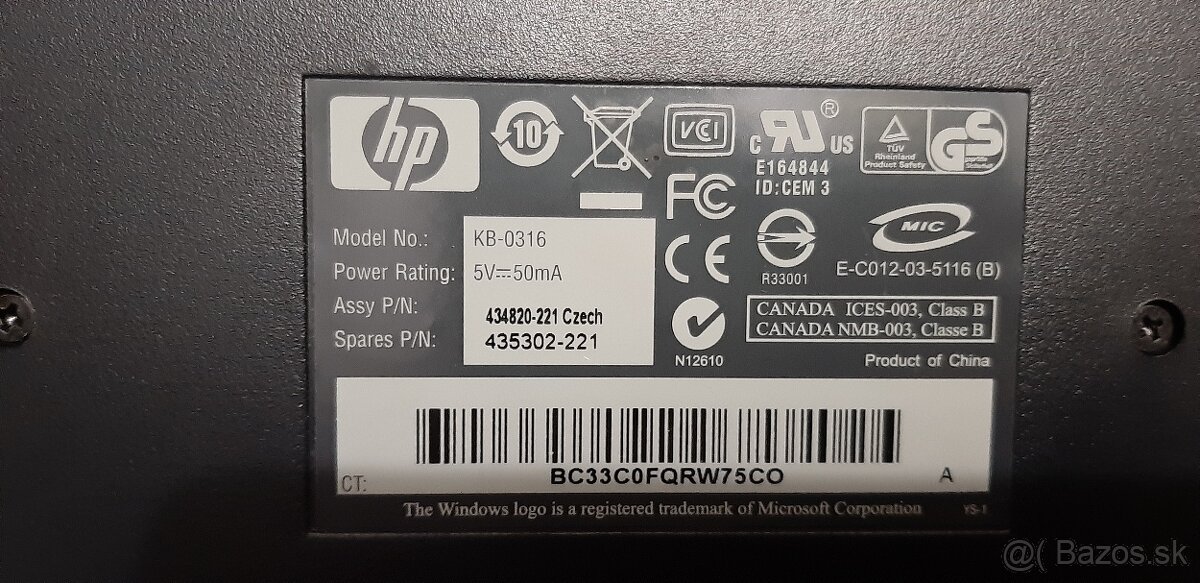 hp
10
VCI
c RU ® US
E164844
ID: CEM 3
TÜV
Rheinland
Product Safety
GS
geprüfte
Sicherheit
FC
CE
R33001
MIC
E-C012-03-5116 (B)
Model No.: KB-0316
Power Rating: 5V⎓50mA
Assy P/N: 434820-221 Czech
Spares P/N: 435302-221
N12610
CANADA ICES-003, Class B
CANADA NMB-003, Classe B
Product of China
CT: BC33C0FQRW75CO A
The Windows logo is a registered trademark of Microsoft Corporation YS-1
@( Bazos.sk